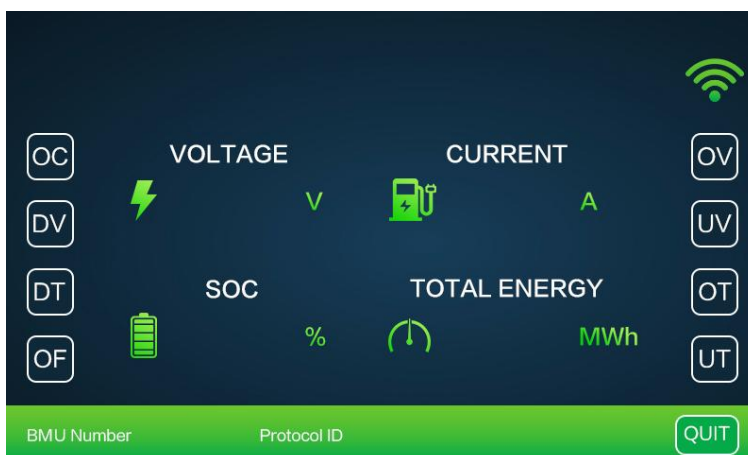 OC VOLTAGE CURRENT OV
V A
DV UV
DT SOC TOTAL ENERGY OT
% MWh
OF UT
BMU Number Protocol ID QUIT